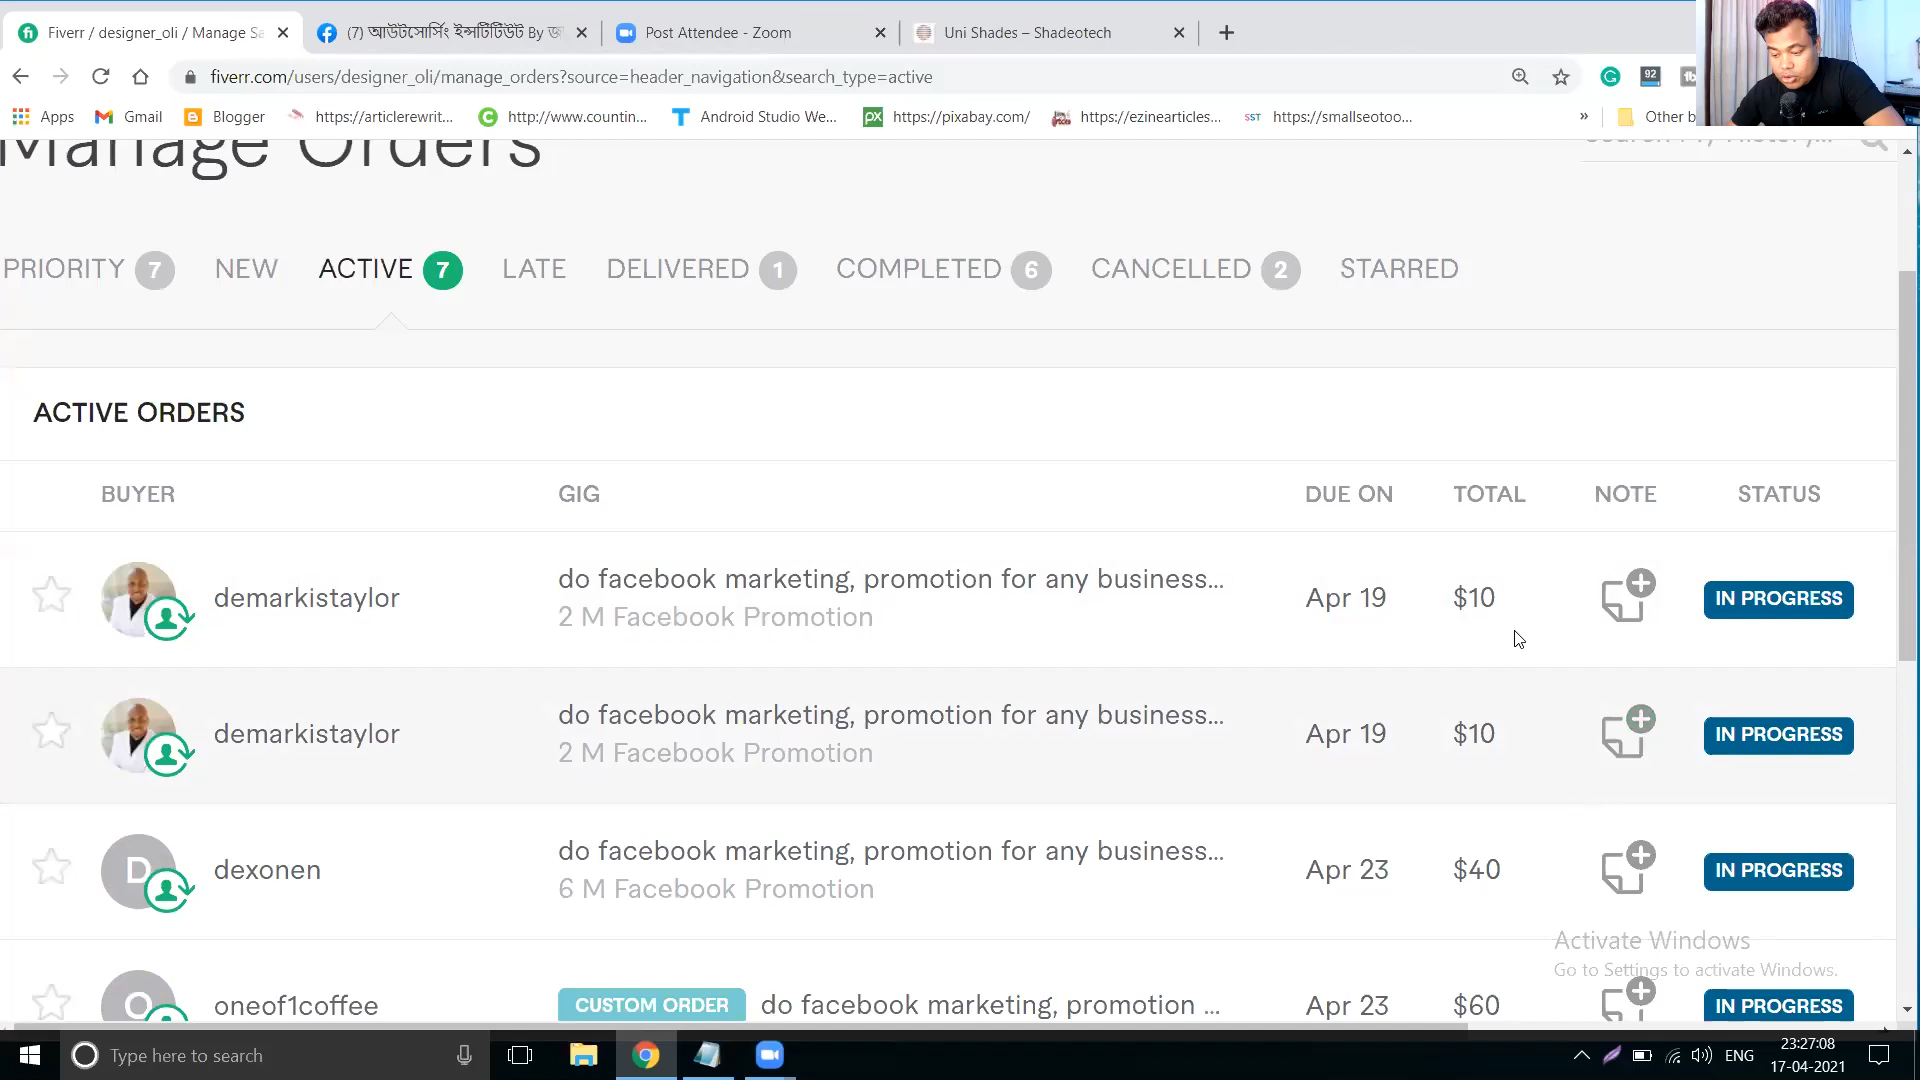 Fiverr / designer_oli / Manage Sa
(7) আউটসোর্সিং ইন্সটিটিউট By জ
Post Attendee - Zoom
Uni Shades – Shadeotech
fiverr.com/users/designer_oli/manage_orders?source=header_navigation&search_type=active
92
Apps
Gmail
Blogger
https://articlerewrit...
http://www.countin...
Android Studio We...
https://pixabay.com/
https://ezinearticles...
SST
https://smallseotoo...
»
Other b
Manage Orders
PRIORITY 7
NEW
ACTIVE 7
LATE
DELIVERED 1
COMPLETED 6
CANCELLED 2
STARRED
ACTIVE ORDERS
BUYER GIG DUE ON TOTAL NOTE STATUS
demarkistaylor
do facebook marketing, promotion for any business...
2 M Facebook Promotion
Apr 19
$10
IN PROGRESS
demarkistaylor
do facebook marketing, promotion for any business...
2 M Facebook Promotion
Apr 19
$10
IN PROGRESS
D
dexonen
do facebook marketing, promotion for any business...
6 M Facebook Promotion
Apr 23
$40
IN PROGRESS
O
oneof1coffee
CUSTOM ORDER
do facebook marketing, promotion ...
Apr 23
$60
IN PROGRESS
Activate Windows
Go to Settings to activate Windows.
Type here to search
ENG
23:27:08
17-04-2021